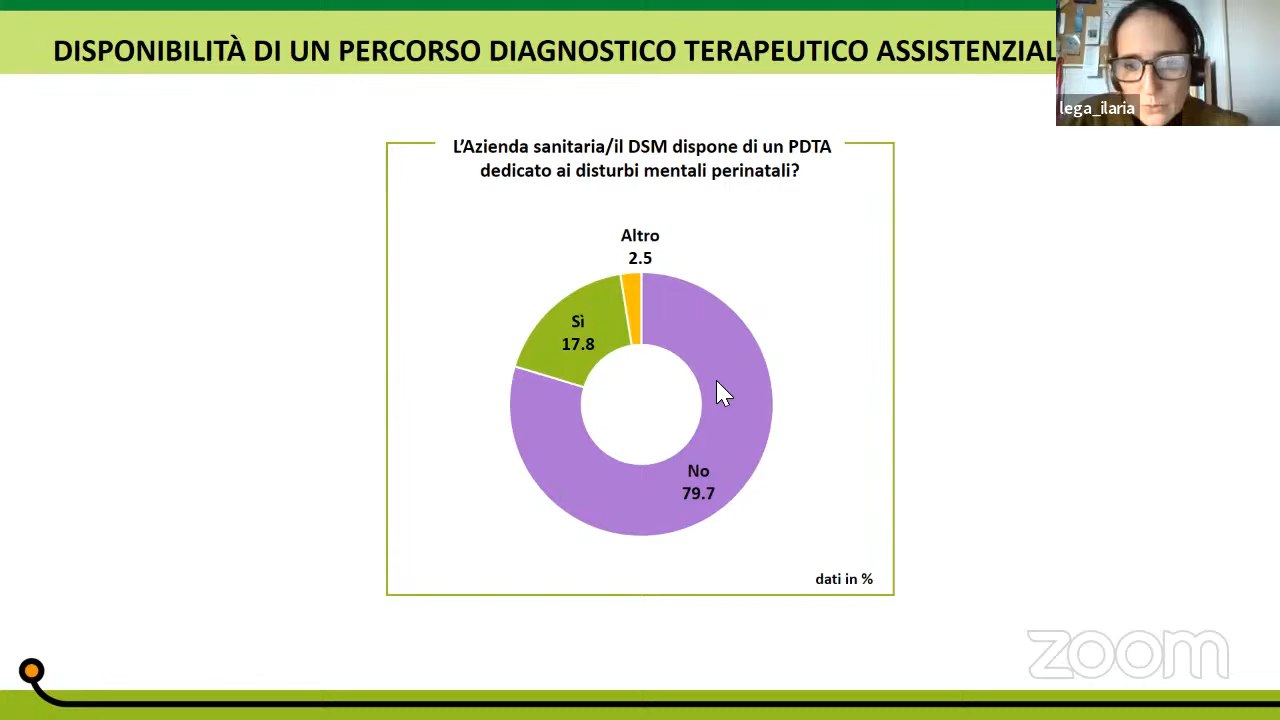 DISPONIBILITÀ DI UN PERCORSO DIAGNOSTICO TERAPEUTICO ASSISTENZIAL
lega_ilaria
L'Azienda sanitaria/il DSM dispone di un PDTA
dedicato ai disturbi mentali perinatali?
Altro
2.5
Sì
17.8
No
79.7
dati in %
zoom